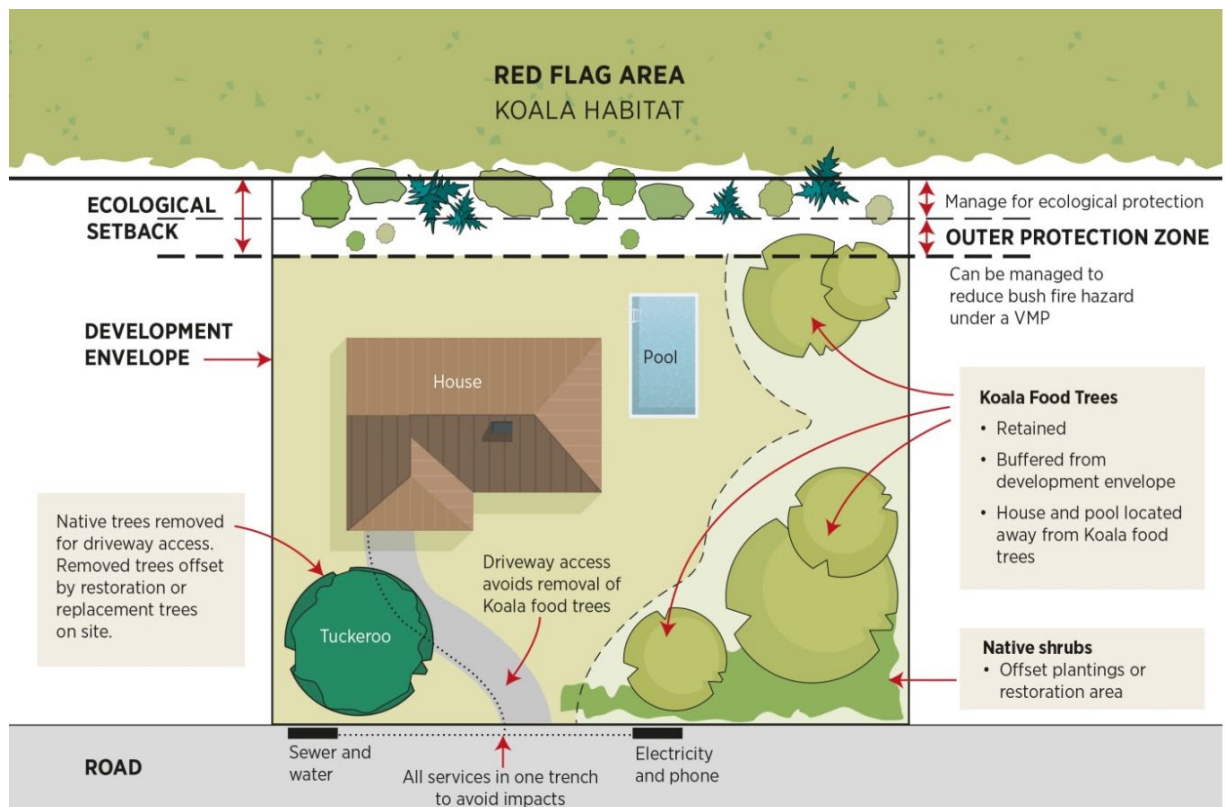 RED FLAG AREA
KOALA HABITAT
ECOLOGICAL
SETBACK
Manage for ecological protection
OUTER PROTECTION ZONE
Can be managed to
reduce bush fire hazard
under a VMP
DEVELOPMENT
ENVELOPE
House
Pool
Koala Food Trees
• Retained
• Buffered from
development envelope
• House and pool located
away from Koala food
trees
Native trees removed
for driveway access.
Removed trees offset
by restoration or
replacement trees
on site.
Driveway access
avoids removal of
Koala food trees
Tuckeroo
Native shrubs
• Offset plantings or
restoration area
ROAD
Sewer and
water
All services in one trench
to avoid impacts
Electricity
and phone